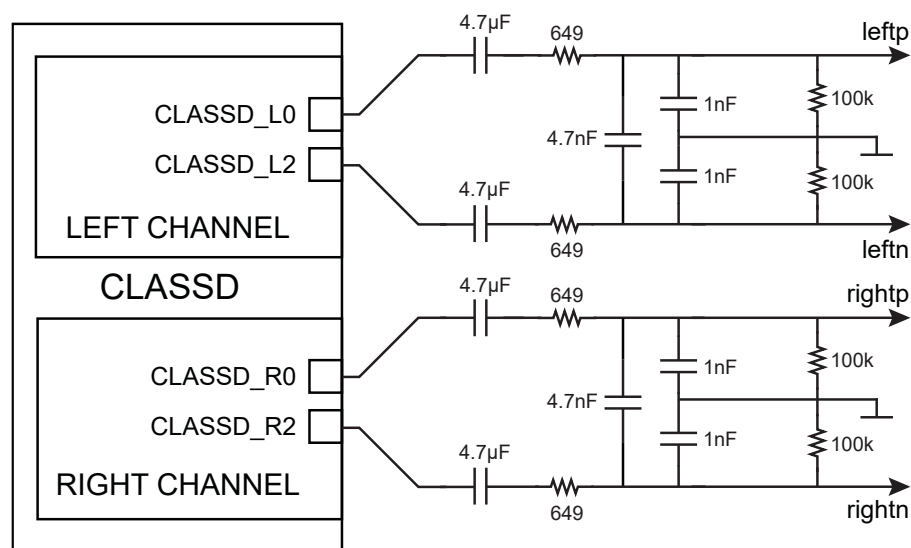 4.7µF
649
leftp
CLASSD_L0
1nF
100k
CLASSD_L2
4.7nF
4.7µF
1nF
100k
LEFT CHANNEL
649
leftn
CLASSD
4.7µF
649
rightp
CLASSD_R0
1nF
100k
CLASSD_R2
4.7nF
4.7µF
1nF
100k
RIGHT CHANNEL
649
rightn